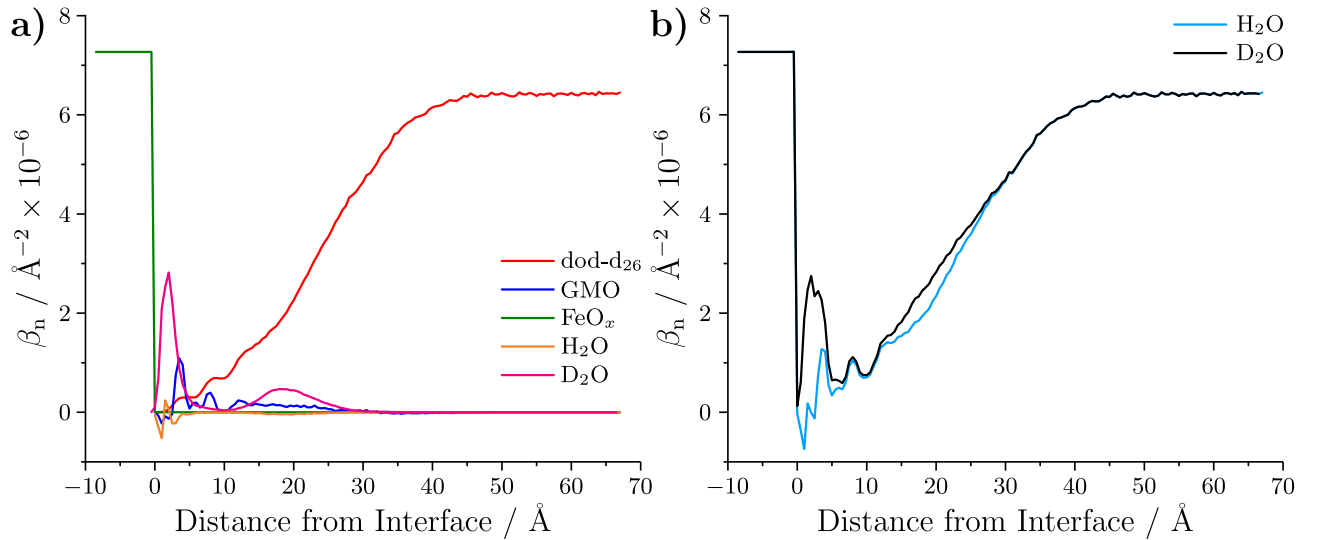 a)
8
6
4
2
0
βₙ / Å⁻² × 10⁻⁶
dod-d₂₆
GMO
FeOₓ
H₂O
D₂O
−10 0 10 20 30 40 50 60 70
Distance from Interface / Å
b)
H₂O
D₂O
8
6
4
2
0
βₙ / Å⁻² × 10⁻⁶
−10 0 10 20 30 40 50 60 70
Distance from Interface / Å